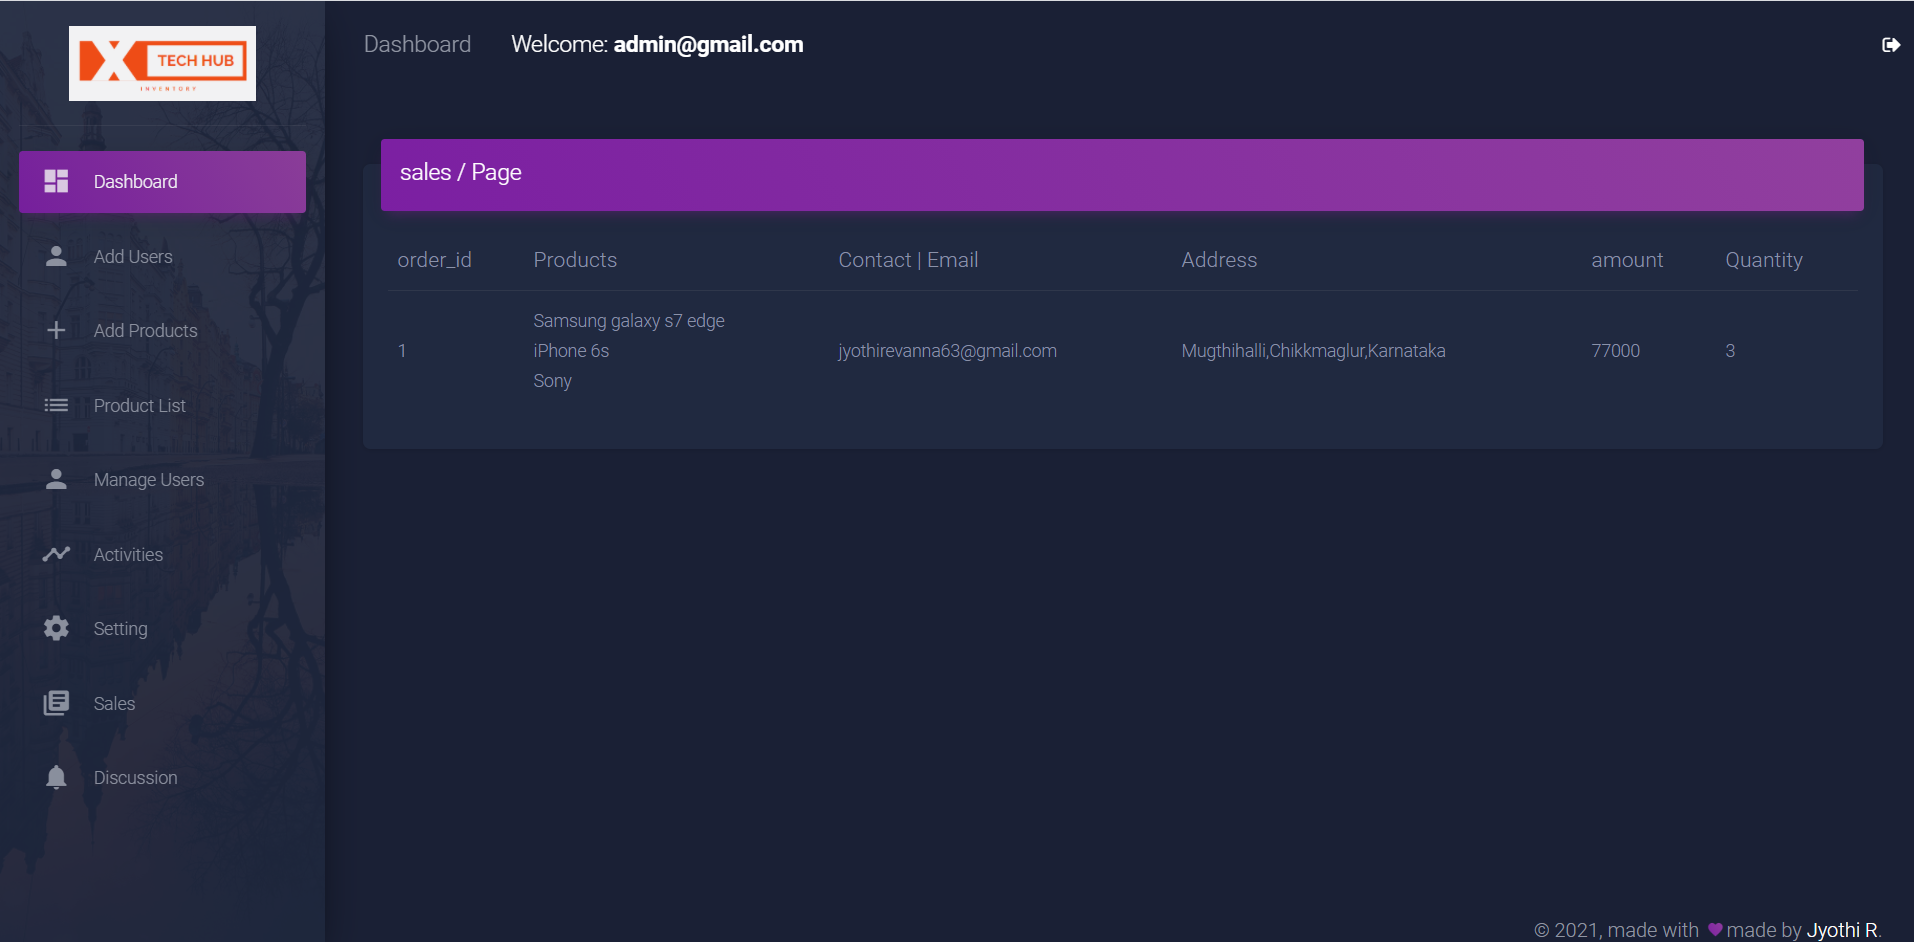 X TECH HUB
INVENTORY
Dashboard
Add Users
Add Products
Product List
Manage Users
Activities
Setting
Sales
Discussion
Dashboard Welcome: admin@gmail.com
sales / Page
order_id Products Contact | Email Address amount Quantity
Samsung galaxy s7 edge
1 iPhone 6s jyothirevanna63@gmail.com Mugthihalli,Chikkmaglur,Karnataka 77000 3
Sony
© 2021, made with made by Jyothi R.